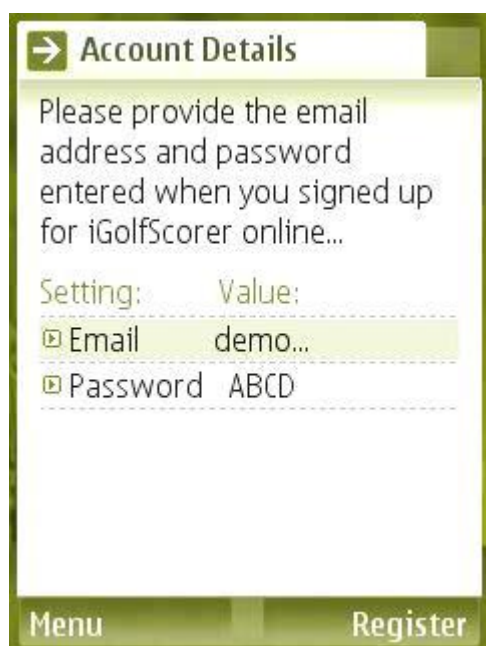 Account Details
Please provide the email
address and password
entered when you signed up
for iGolfScorer online...
Setting: Value:
Email demo...
Password ABCD
Menu Register